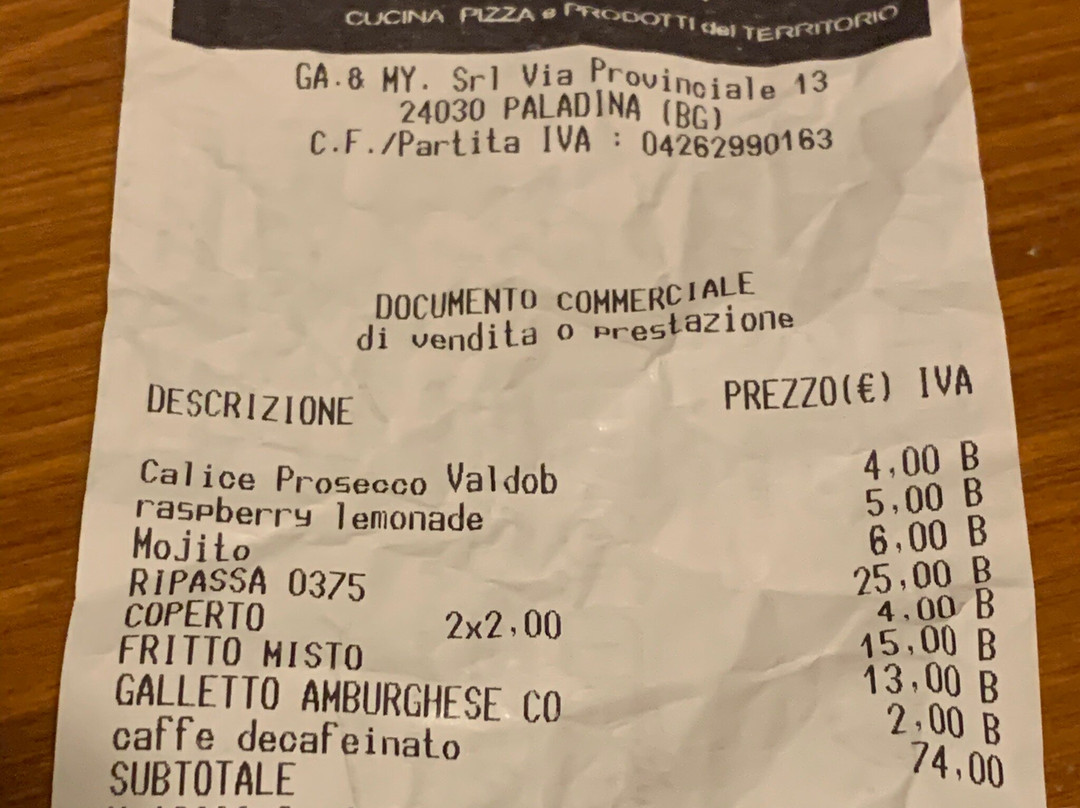 CUCINA PIZZA e PRODOTTI del TERRITORIO
GA.& MY. Srl Via Provinciale 13
24030 PALADINA (BG)
C.F./Partita IVA : 04262990163
DOCUMENTO COMMERCIALE
di vendita o prestazione
DESCRIZIONE PREZZO(€) IVA
Calice Prosecco Valdob 4,00 B
raspberry lemonade 5,00 B
Mojito 6,00 B
RIPASSA 0375 25,00 B
COPERTO 2x2,00 4,00 B
FRITTO MISTO 15,00 B
GALLETTO AMBURGHESE CO 13,00 B
caffe decafeinato 2,00 B
SUBTOTALE 74,00